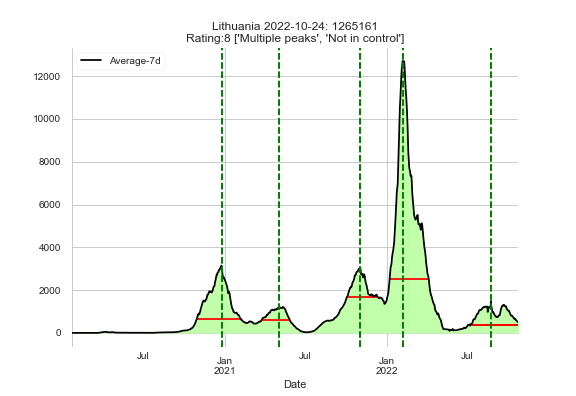 Lithuania 2022-10-24: 1265161
Rating:8 ['Multiple peaks', 'Not in control']
Average-7d
12000
10000
8000
6000
4000
2000
0
Jul
Jan
2021
Jul
Jan
2022
Jul
Date